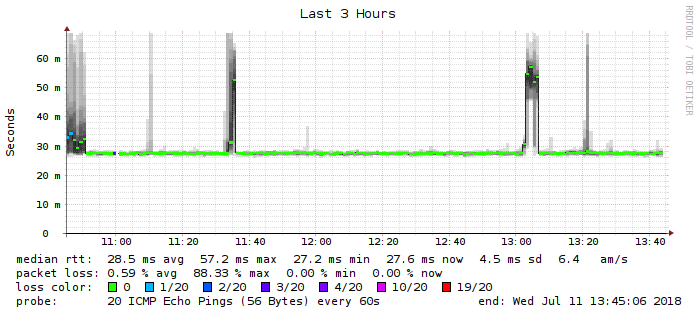 Last 3 Hours
RRDTOOL / TOBI OETIKER
Seconds
60 m
50 m
40 m
30 m
20 m
10 m
0
11:00 11:20 11:40 12:00 12:20 12:40 13:00 13:20 13:40
median rtt: 28.5 ms avg 57.2 ms max 27.2 ms min 27.6 ms now 4.5 ms sd 6.4 am/s
packet loss: 0.59 % avg 88.33 % max 0.00 % min 0.00 % now
loss color: 0 1/20 2/20 3/20 4/20 10/20 19/20
probe: 20 ICMP Echo Pings (56 Bytes) every 60s end: Wed Jul 11 13:45:06 2018